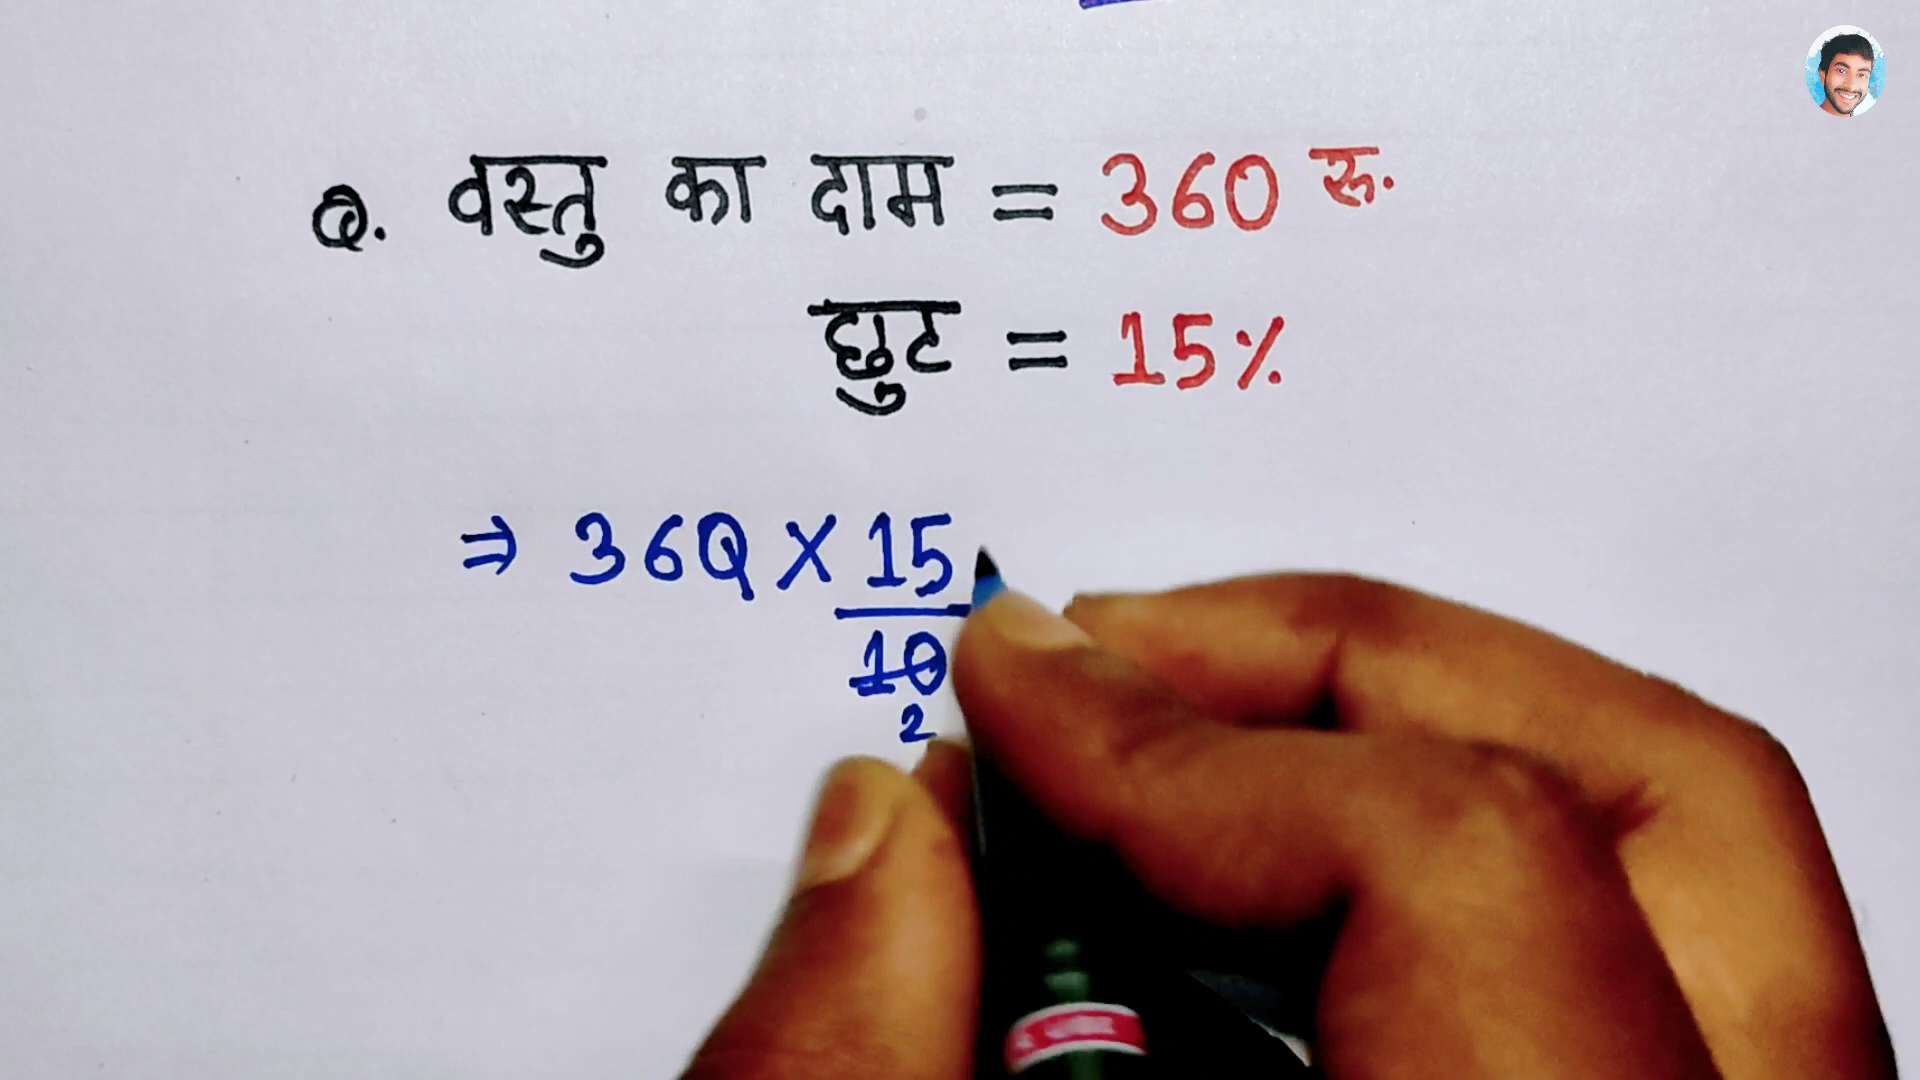 Q. वस्तु का दाम = 360 रु.
छुट = 15%
⇒ 360 X 15
10
2